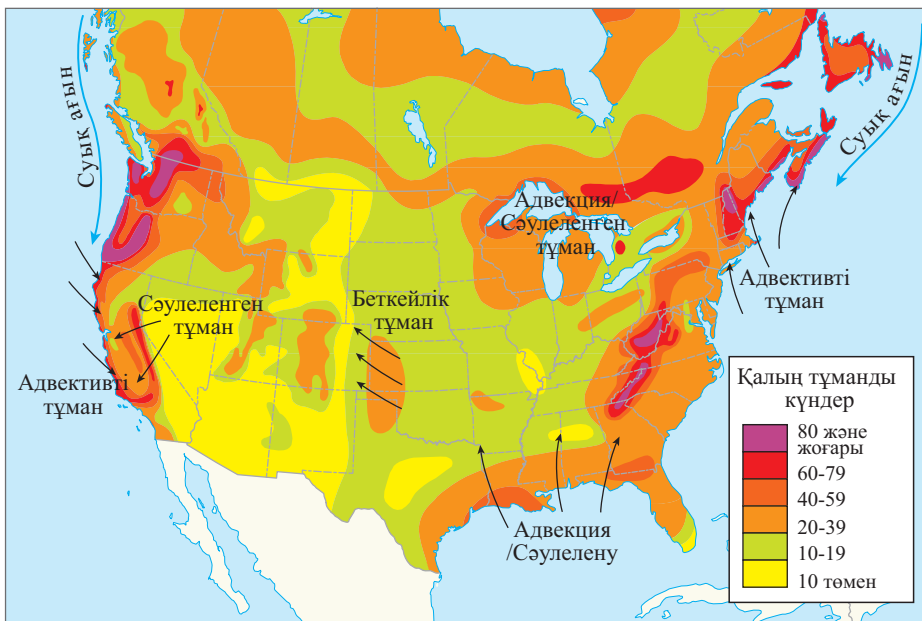 Суық ағын
Суық ағын
Адвекция/
Сәулеленген
тұман
Адвективті
тұман
Сәулеленген
тұман
Беткейлік
тұман
Адвективті
тұман
Адвекция
/Сәулелену
Қалың тұманды
күндер
80 және
жоғары
60-79
40-59
20-39
10-19
10 төмен